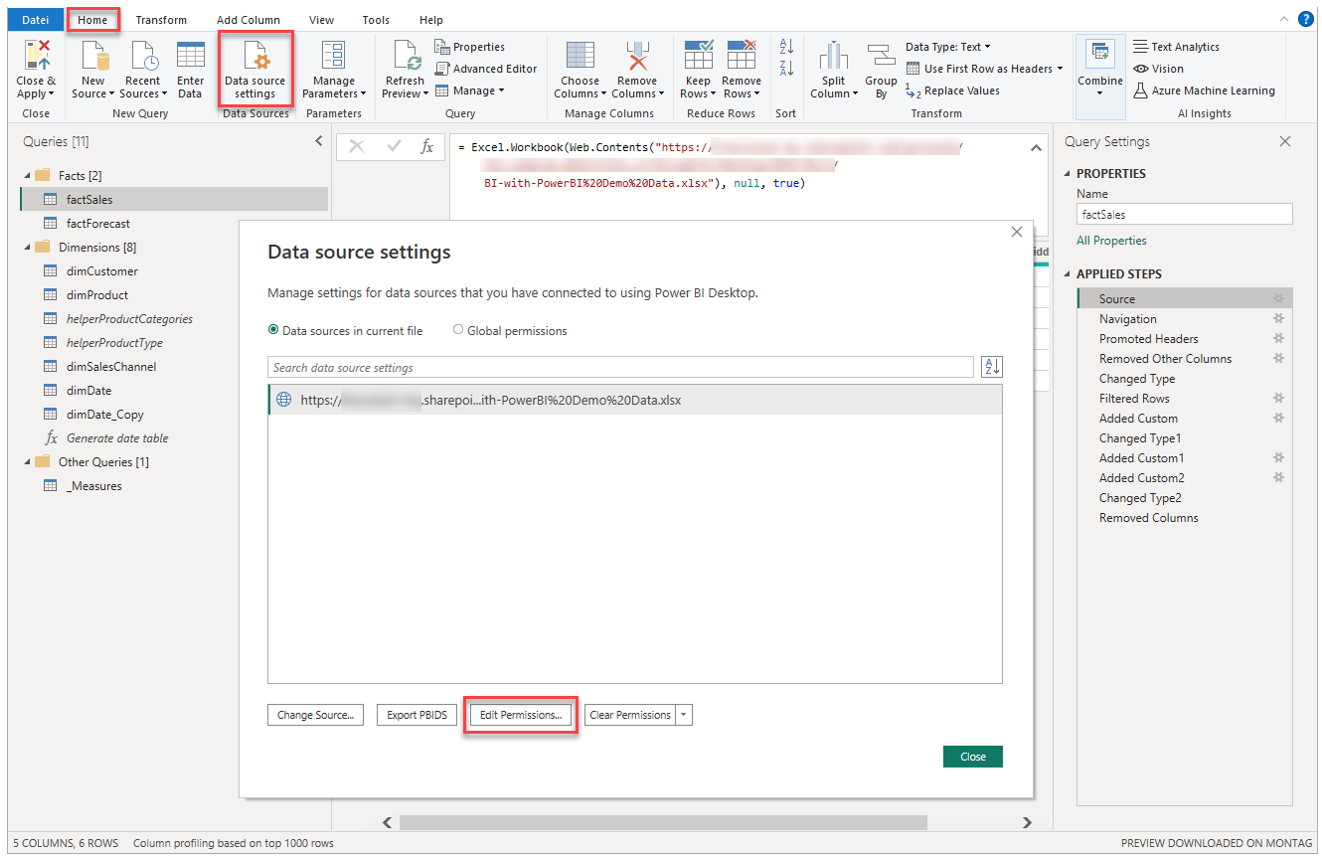 Datei Home Transform Add Column View Tools Help
Close & Apply
New Source
Recent Sources
Enter Data
Data source settings
Manage Parameters
Refresh Preview
Properties
Advanced Editor
Manage
Choose Columns
Remove Columns
Keep Rows
Remove Rows
Split Column
Group By
Data Type: Text
Use First Row as Headers
Replace Values
Combine
Text Analytics
Vision
Azure Machine Learning
Close New Query Data Sources Parameters Query Manage Columns Reduce Rows Sort Transform AI Insights
Queries [11]
Facts [2]
factSales
factForecast
Dimensions [8]
dimCustomer
dimProduct
helperProductCategories
helperProductType
dimSalesChannel
dimDate
dimDate_Copy
fx Generate date table
Other Queries [1]
_Measures
fx
= Excel.Workbook(Web.Contents("https:// /
/
BI-with-PowerBI%20Demo%20Data.xlsx"), null, true)
idd
Data source settings
Manage settings for data sources that you have connected to using Power BI Desktop.
Data sources in current file Global permissions
Search data source settings
https:// .sharepoi...ith-PowerBI%20Demo%20Data.xlsx
Change Source... Export PBIDS Edit Permissions... Clear Permissions
Close
Query Settings
PROPERTIES
Name
factSales
All Properties
APPLIED STEPS
Source
Navigation
Promoted Headers
Removed Other Columns
Changed Type
Filtered Rows
Added Custom
Changed Type1
Added Custom1
Added Custom2
Changed Type2
Removed Columns
5 COLUMNS, 6 ROWS Column profiling based on top 1000 rows
PREVIEW DOWNLOADED ON MONTAG